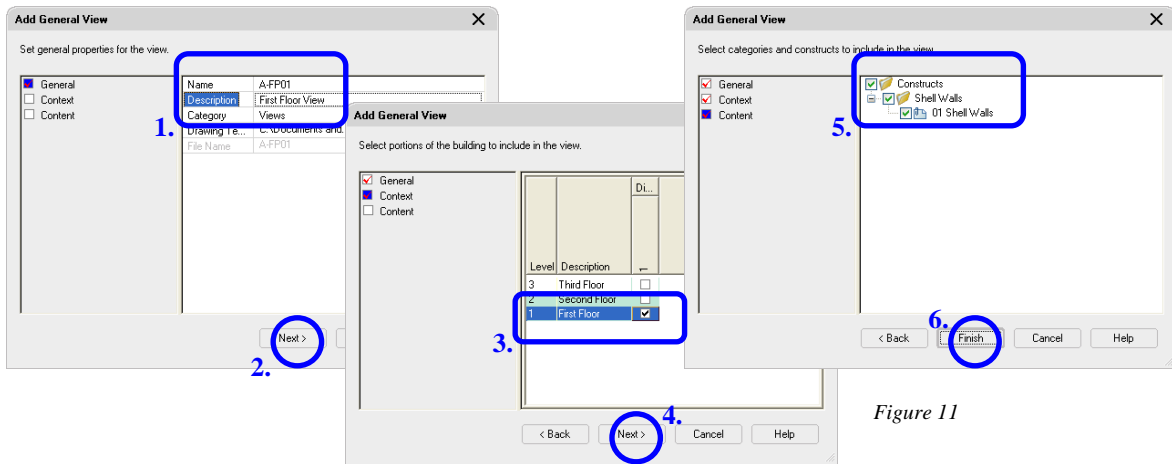 Add General View
Set general properties for the view.
General
Context
Content
Name A-FP01
Description First Floor View
Category Views
Drawing Te... C:\Documents and.
File Name A-FP01
1.
Next >
2.
Add General View
Select portions of the building to include in the view.
General
Context
Content
Di...
Level Description 1
3 Third Floor
2 Second Floor
1 First Floor
3.
4.
< Back Next > Cancel Help
Add General View
Select categories and constructs to include in the view.
General
Context
Content
Constructs
Shell Walls
01 Shell Walls
5.
6.
< Back Finish Cancel Help
Figure 11